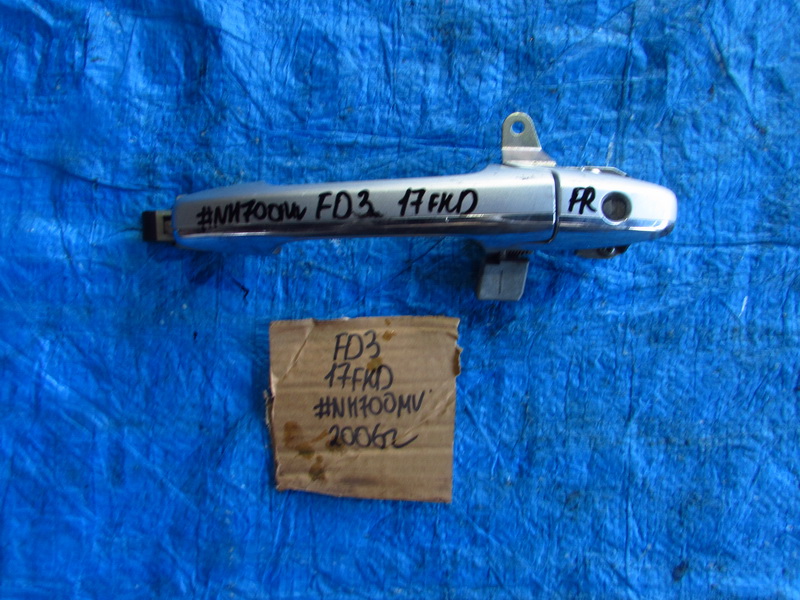 #NH700MV FD3 17FKD FR
FD3
17FKD
#NH700MV
2006г